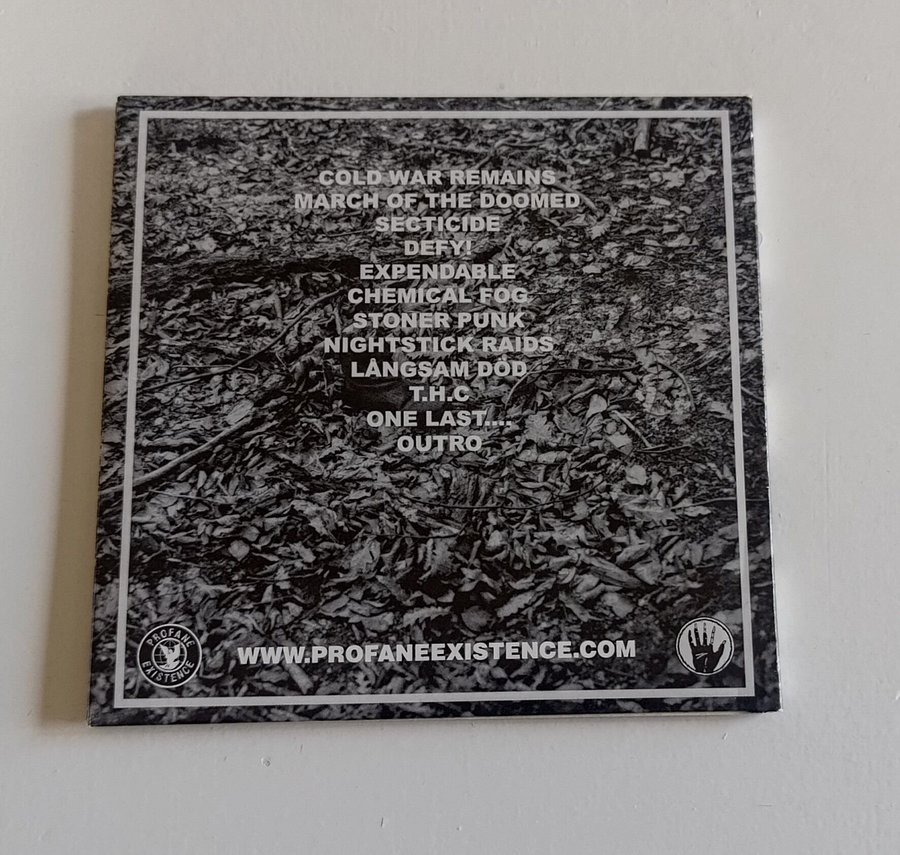 COLD WAR REMAINS
MARCH OF THE DOOMED
SECTICIDE
DEFY!
EXPENDABLE
CHEMICAL FOG
STONER PUNK
NIGHTSTICK RAIDS
LÅNGSAM DÖD
T.H.C
ONE LAST....
OUTRO
PROFANE
EXISTENCE
WWW.PROFANEEXISTENCE.COM